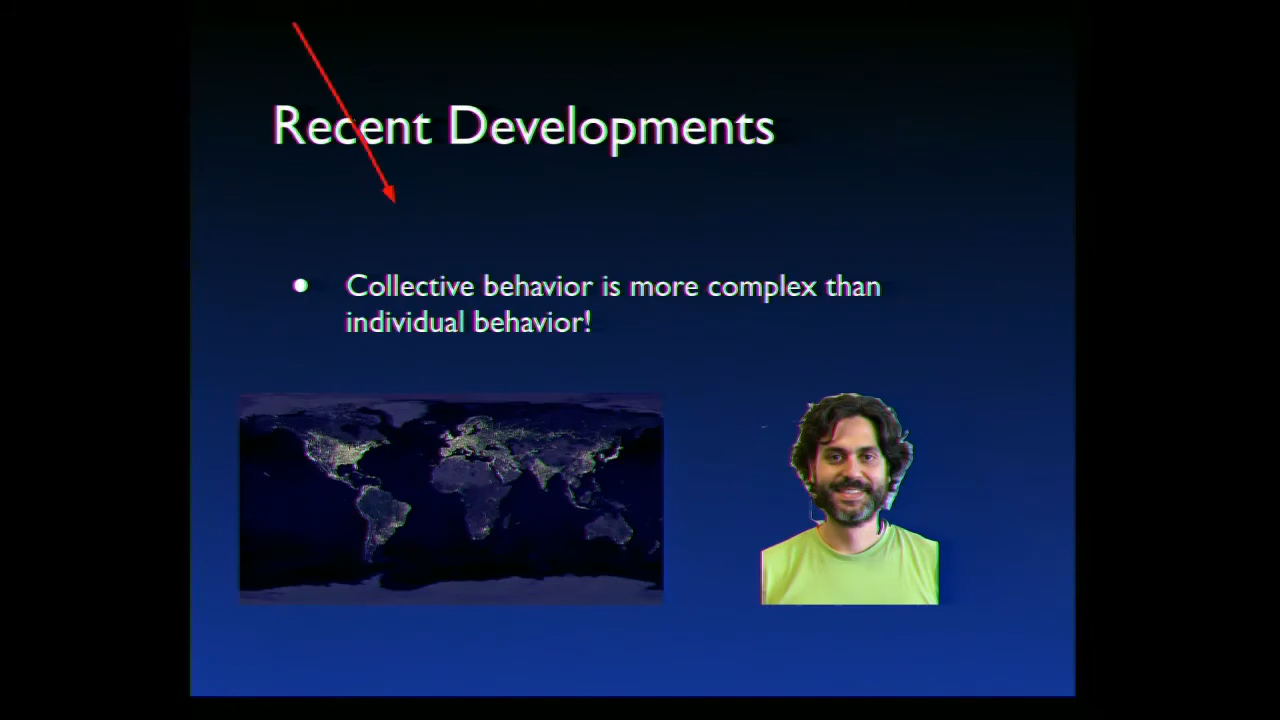 Recent Developments
Collective behavior is more complex than
individual behavior!